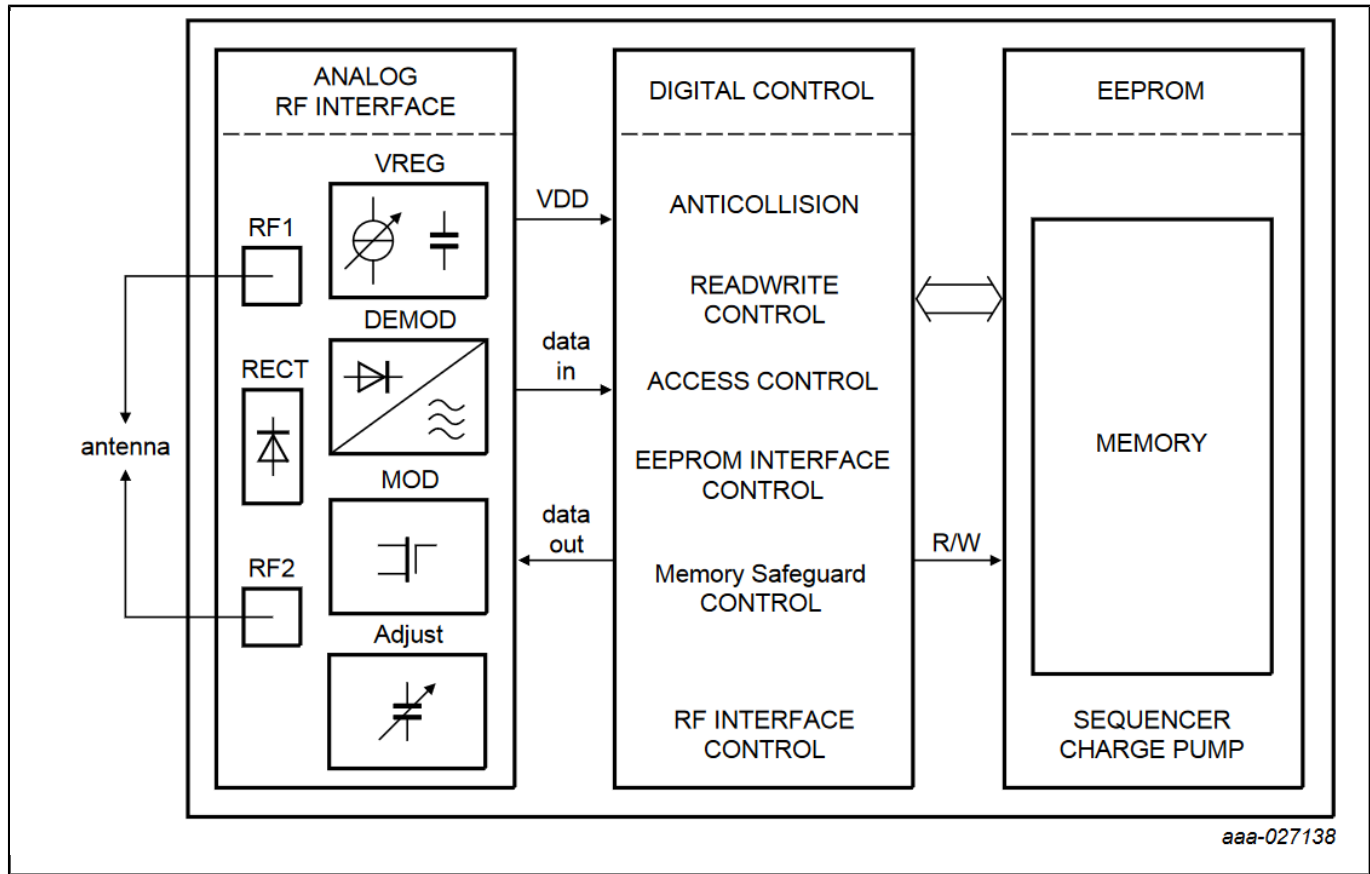 ANALOG
RF INTERFACE
VREG
RF1
DEMOD
RECT
antenna
MOD
RF2
Adjust
VDD
data
in
data
out
DIGITAL CONTROL
ANTICOLLISION
READWRITE
CONTROL
ACCESS CONTROL
EEPROM INTERFACE
CONTROL
Memory Safeguard
CONTROL
RF INTERFACE
CONTROL
R/W
EEPROM
MEMORY
SEQUENCER
CHARGE PUMP
aaa-027138